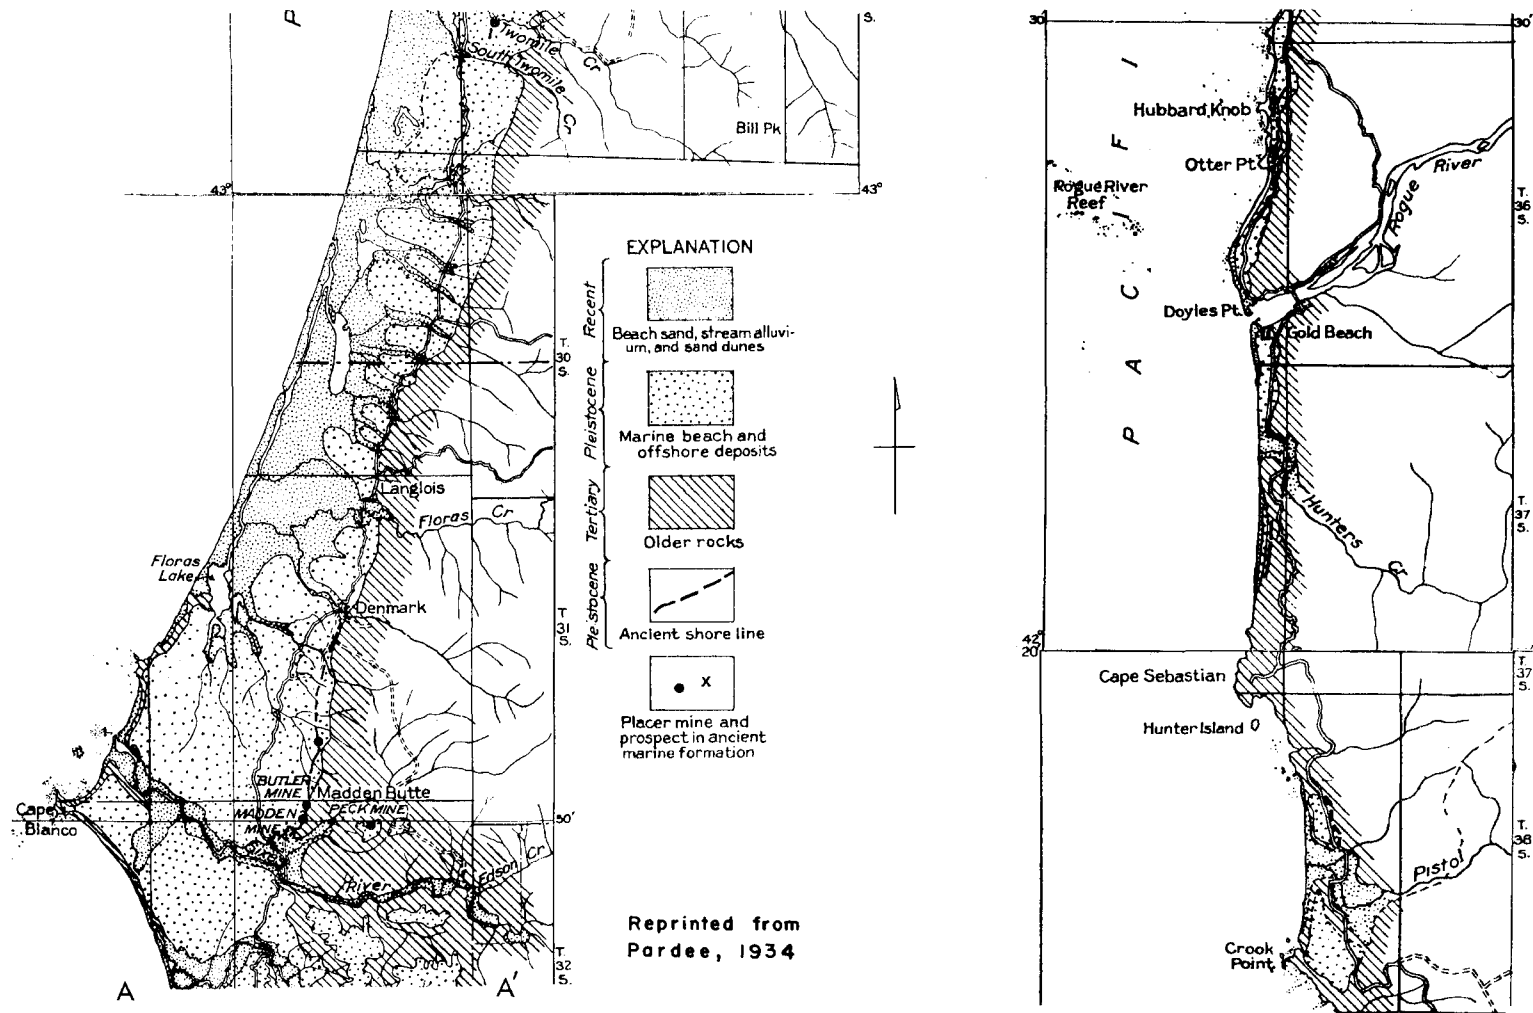 P
S.
Twomile
Cr
South Twomile
Cr
Bill Pk
43°
43°
T.
30
S.
Langlois
Floras Cr
Floras
Lake
Denmark
T
31
S.
BUTLER
MINE
Madden Butte
PECK MINE
MADDEN
MINE
Cape
Blanco
50'
River
Edson Cr
T.
32
S.
A
A'
EXPLANATION
Recent
Beach sand, stream alluvi-
um, and sand dunes
Pleistocene
Marine beach and
offshore deposits
Tertiary
Older rocks
Pleistocene
Ancient shore line
x
Placer mine and
prospect in ancient
marine formation
Reprinted from
Pardee, 1934
30'
30'
PACIFI
Hubbard Knob
Otter Pt.
Rogue River
Reef
Rogue
River
T.
36
S.
Doyles Pt.
Gold Beach
Hunters
Cr
T.
37
S.
42°
20'
T.
37
S.
Cape Sebastian
Hunter Island
T.
38
S.
Pistol
Crook
Point